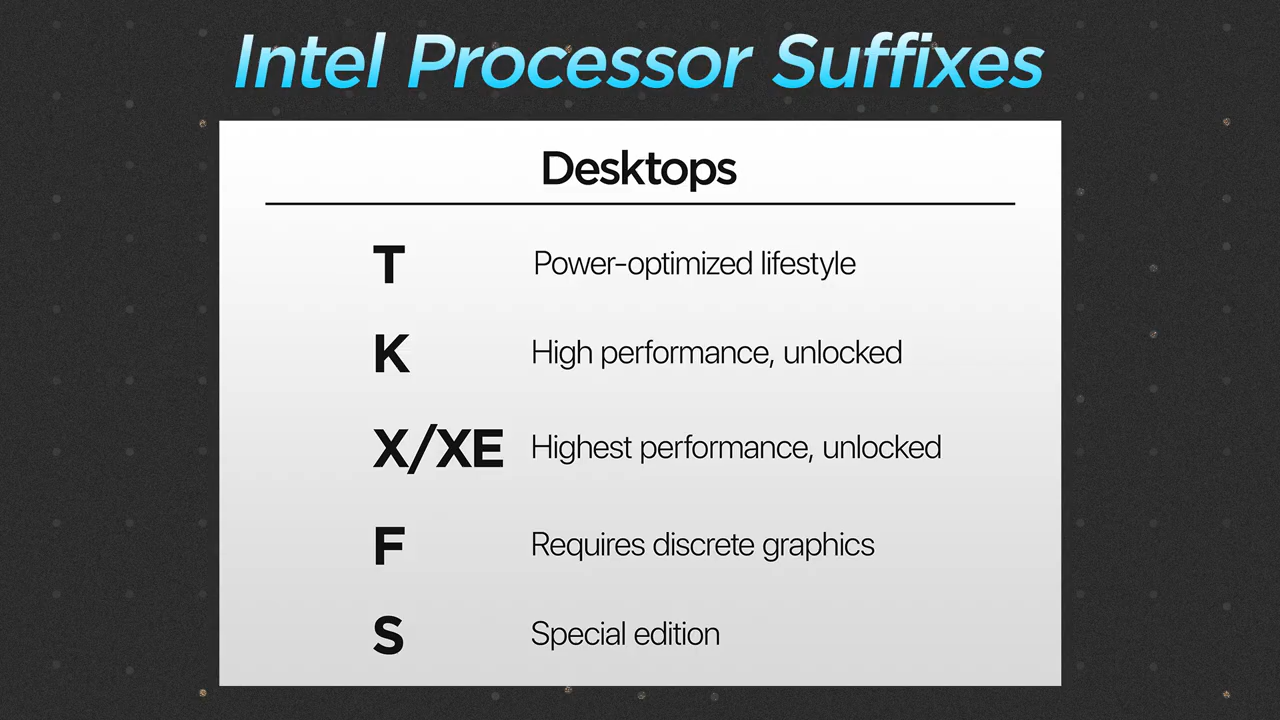 Intel Processor Suffixes
Desktops
T Power-optimized lifestyle
K High performance, unlocked
X/XE Highest performance, unlocked
F Requires discrete graphics
S Special edition